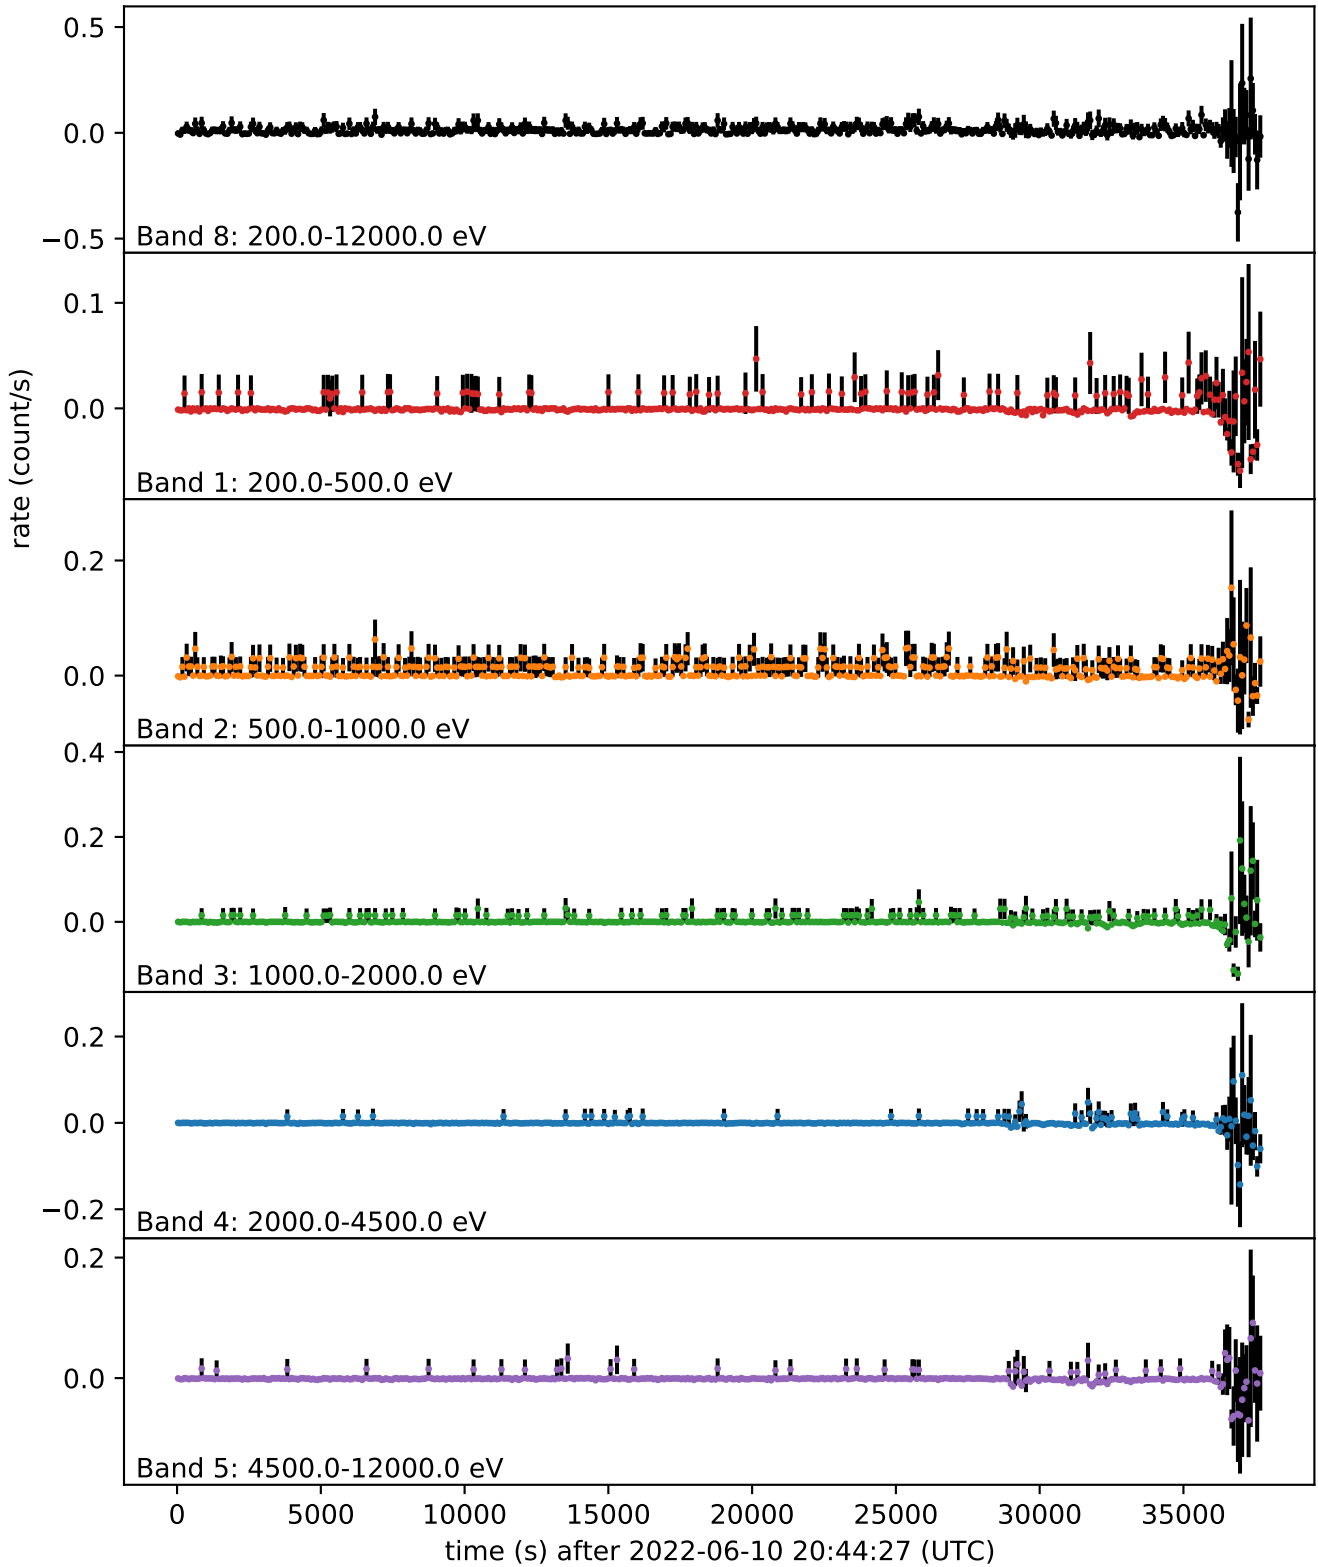 0.5
0.0
−0.5
Band 8: 200.0-12000.0 eV
0.1
0.0
Band 1: 200.0-500.0 eV
rate (count/s)
0.2
0.0
Band 2: 500.0-1000.0 eV
0.4
0.2
0.0
Band 3: 1000.0-2000.0 eV
0.2
0.0
−0.2
Band 4: 2000.0-4500.0 eV
0.2
0.0
Band 5: 4500.0-12000.0 eV
0 5000 10000 15000 20000 25000 30000 35000
time (s) after 2022-06-10 20:44:27 (UTC)